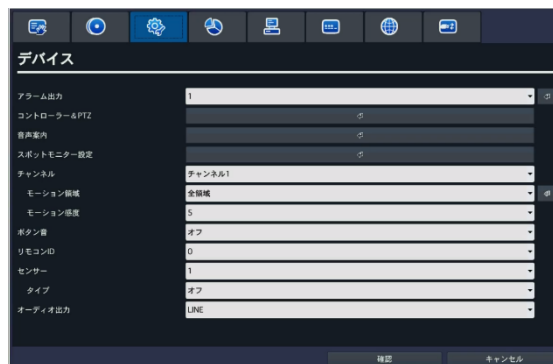 デバイス
アラーム出力 1
コントローラー&PTZ
音声案内
スポットモニター設定
チャンネル チャンネル1
モーション領域 全領域
モーション感度 5
ボタン音 オフ
リモコンID 0
センサー 1
タイプ オフ
オーディオ出力 LINE
確認 キャンセル